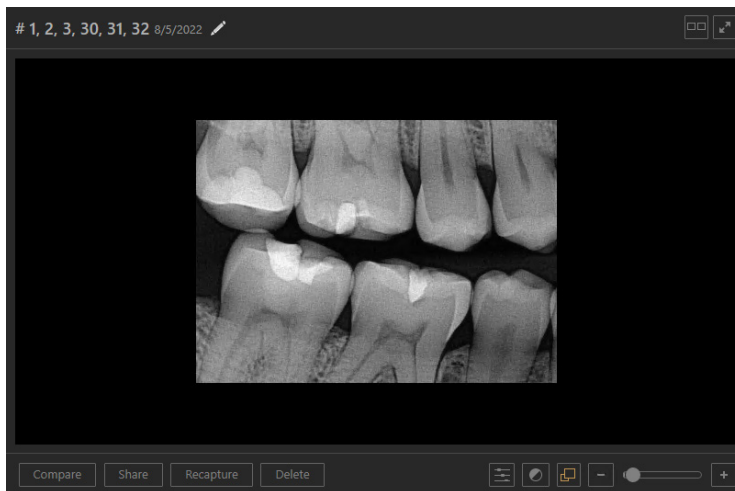 # 1, 2, 3, 30, 31, 32 8/5/2022
Compare Share Recapture Delete